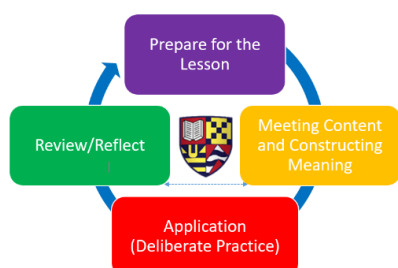 Prepare for the
Lesson
Meeting Content
and Constructing
Meaning
Application
(Deliberate Practice)
Review/Reflect